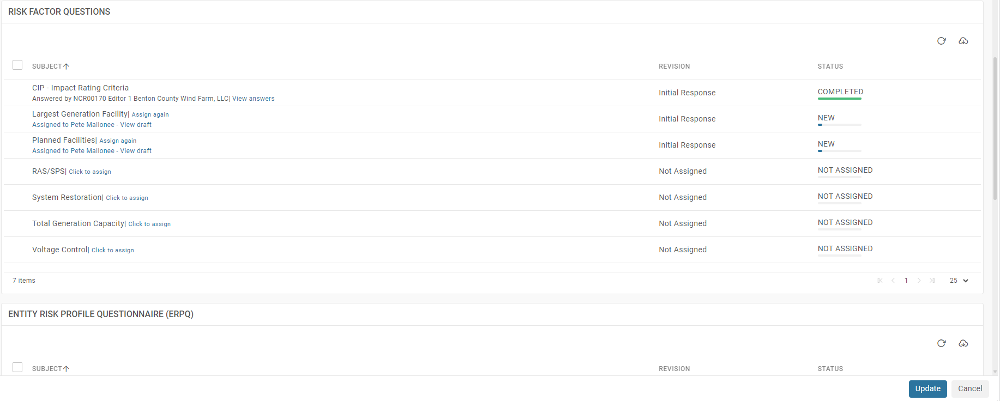 RISK FACTOR QUESTIONS
SUBJECT REVISION STATUS
CIP - Impact Rating Criteria
Answered by NCR00170 Editor 1 Benton County Wind Farm, LLC| View answers
Initial Response
COMPLETED
Largest Generation Facility| Assign again
Assigned to Pete Mallonee - View draft
Initial Response
NEW
Planned Facilities| Assign again
Assigned to Pete Mallonee - View draft
Initial Response
NEW
RAS/SPS| Click to assign Not Assigned NOT ASSIGNED
System Restoration| Click to assign Not Assigned NOT ASSIGNED
Total Generation Capacity| Click to assign Not Assigned NOT ASSIGNED
Voltage Control| Click to assign Not Assigned NOT ASSIGNED
7 items 1 25
ENTITY RISK PROFILE QUESTIONNAIRE (ERPQ)
SUBJECT REVISION STATUS
Update Cancel